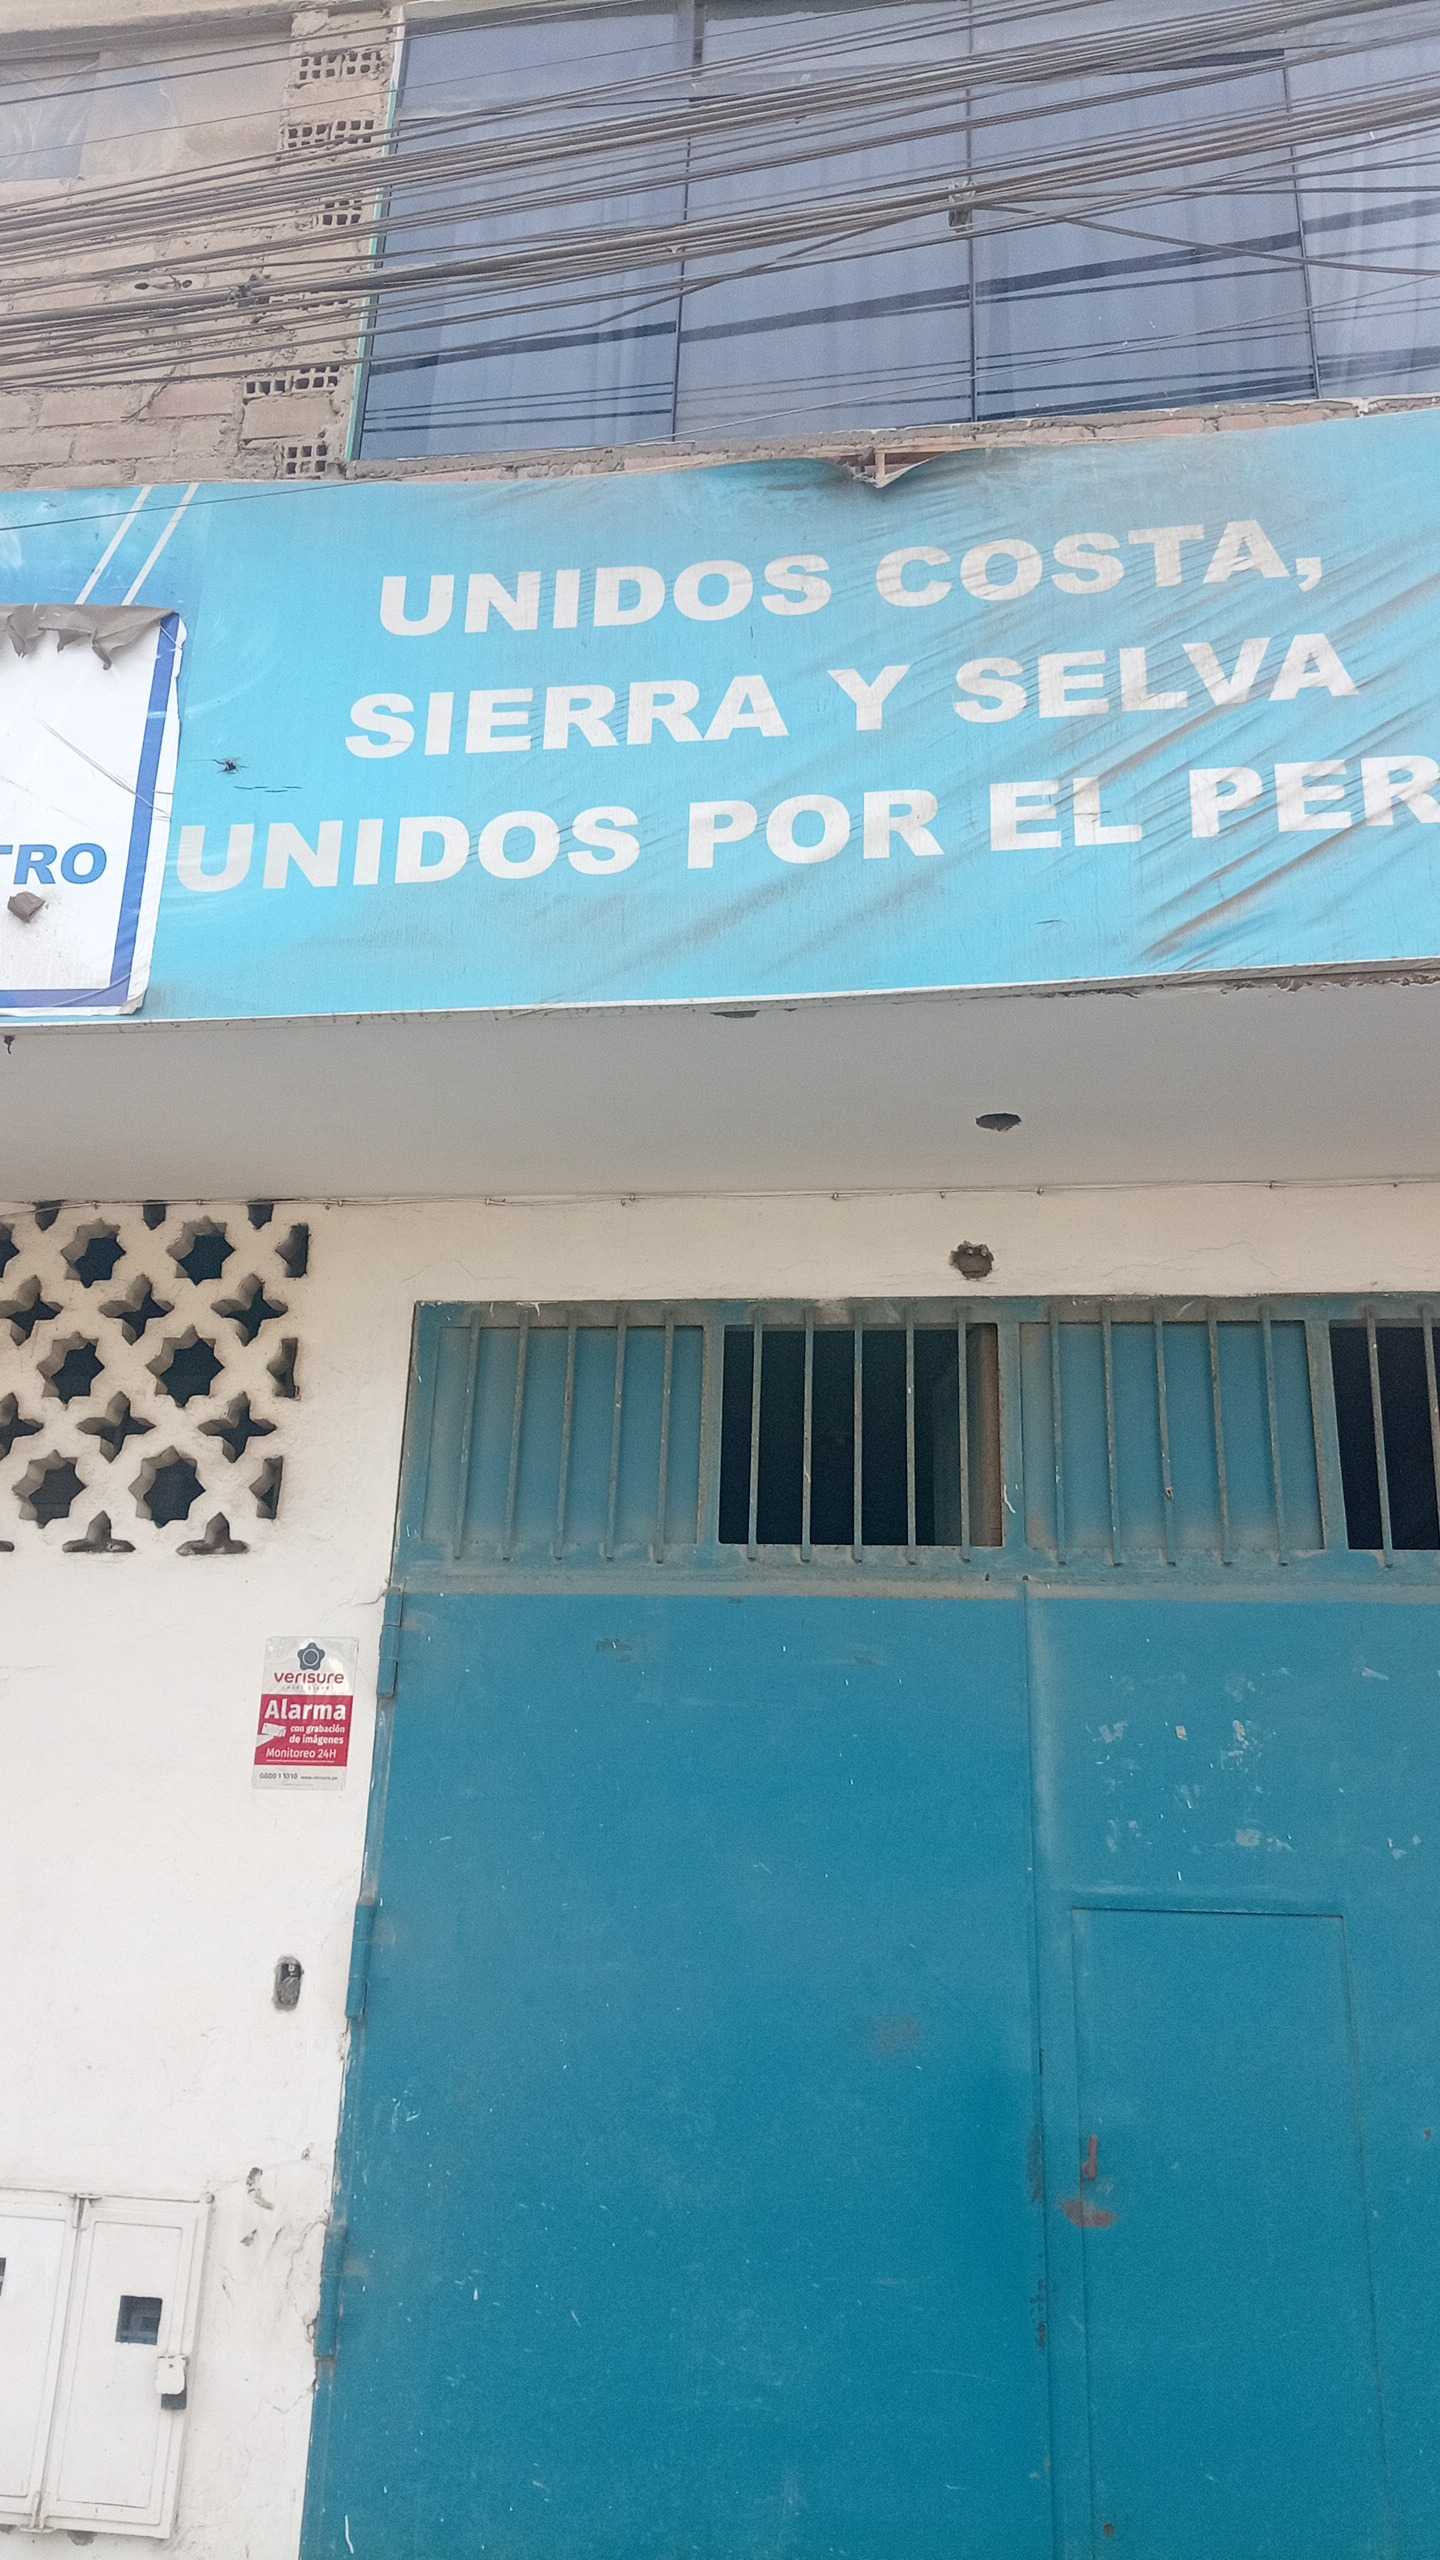 UNIDOS COSTA,
SIERRA Y SELVA
UNIDOS POR EL PER
TRO
verisure
Alarma
con grabación
de imágenes
Monitoreo 24H